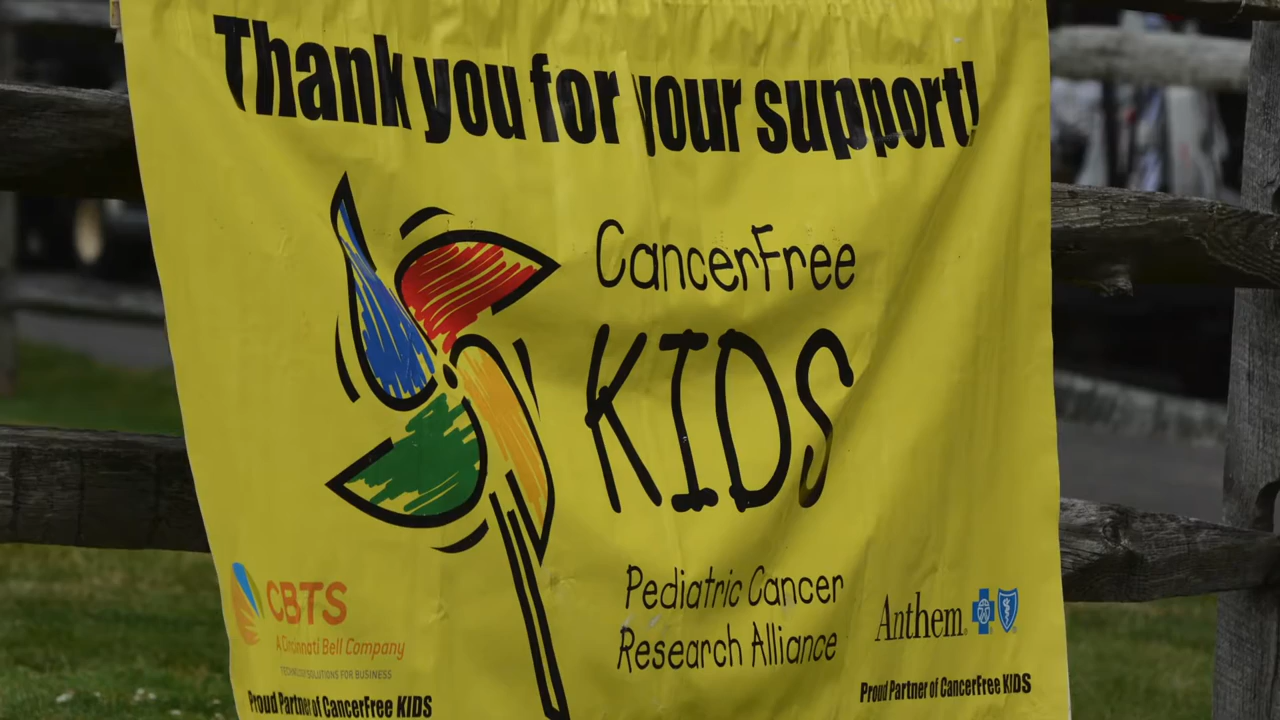 Thank you for your support!
CancerFree
KIDS
Pediatric Cancer
Research Alliance
CBTS
A Cincinnati Bell Company
TECHNOLOGY SOLUTIONS FOR BUSINESS
Proud Partner of CancerFree KIDS
Anthem.
Proud Partner of CancerFree KIDS